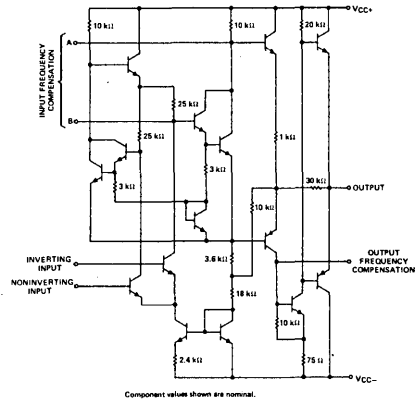 VCC+
10 kΩ
10 kΩ
20 kΩ
A
INPUT FREQUENCY
COMPENSATION
25 kΩ
B
25 kΩ
1 kΩ
3 kΩ
3 kΩ
30 kΩ
OUTPUT
10 kΩ
3.6 kΩ
INVERTING
INPUT
OUTPUT
FREQUENCY
COMPENSATION
NONINVERTING
INPUT
18 kΩ
10 kΩ
2.4 kΩ
75 Ω
VCC−
Component values shown are nominal.